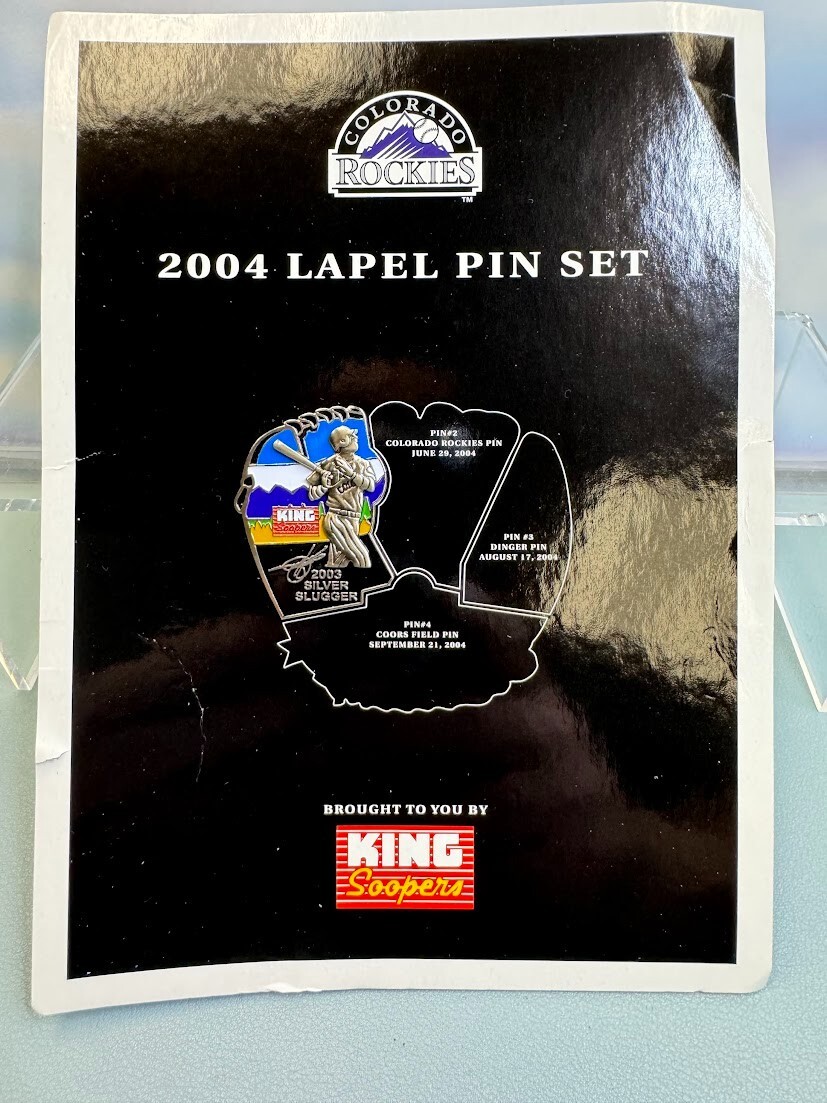 COLORADO
ROCKIES
TM
2004 LAPEL PIN SET
PIN#2
COLORADO ROCKIES PIN
JUNE 29, 2004
KING
Soopers
2003
SILVER
SLUGGER
PIN #3
DINGER PIN
AUGUST 17, 2004
PIN#4
COORS FIELD PIN
SEPTEMBER 21, 2004
BROUGHT TO YOU BY
KING
Soopers